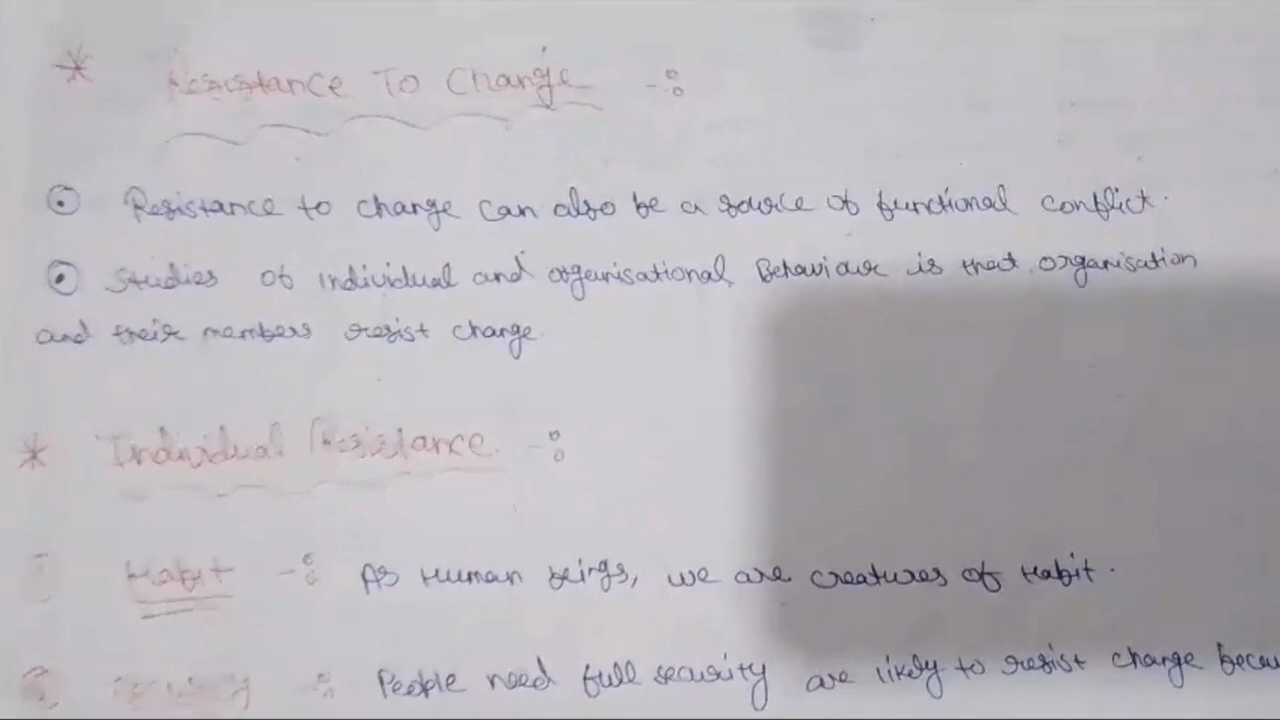 * Resistance To Change -:
⊙ Resistance to change can also be a source of functional conflict.
⊙ Studies of individual and organisational Behaviour is that organisation
and their members resist change.
* Individual Resistance -:
Habit -: As Human beings, we are creatures of Habit.
People need full security are likely to resist change becau